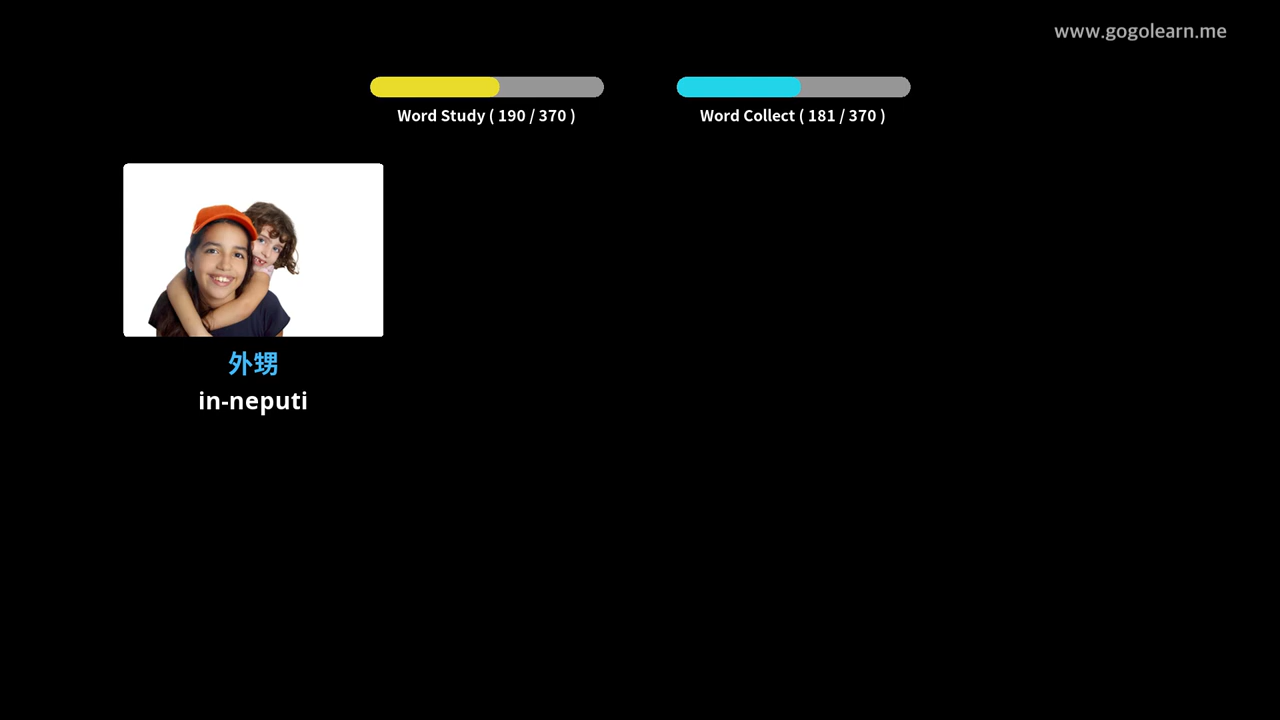 www.gogolearn.me
Word Study ( 190 / 370 )
Word Collect ( 181 / 370 )
外甥
in-neputi